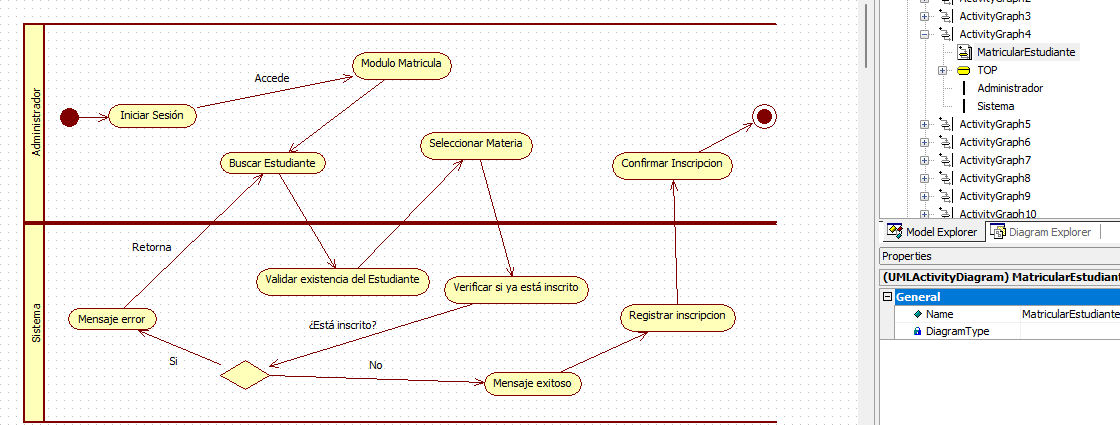 Administrador
Iniciar Sesión
Accede
Modulo Matricula
Buscar Estudiante
Seleccionar Materia
Confirmar Inscripcion
Sistema
Retorna
Validar existencia del Estudiante
Verificar si ya está inscrito
Mensaje error
¿Está inscrito?
Registrar inscripcion
Si
No
Mensaje exitoso
ActivityGraph3
ActivityGraph4
MatricularEstudiante
TOP
Administrador
Sistema
ActivityGraph5
ActivityGraph6
ActivityGraph7
ActivityGraph8
ActivityGraph9
ActivityGraph10
Model Explorer
Diagram Explorer
Properties
(UMLActivityDiagram) MatricularEstudiant
General
Name MatricularEstudiante
DiagramType